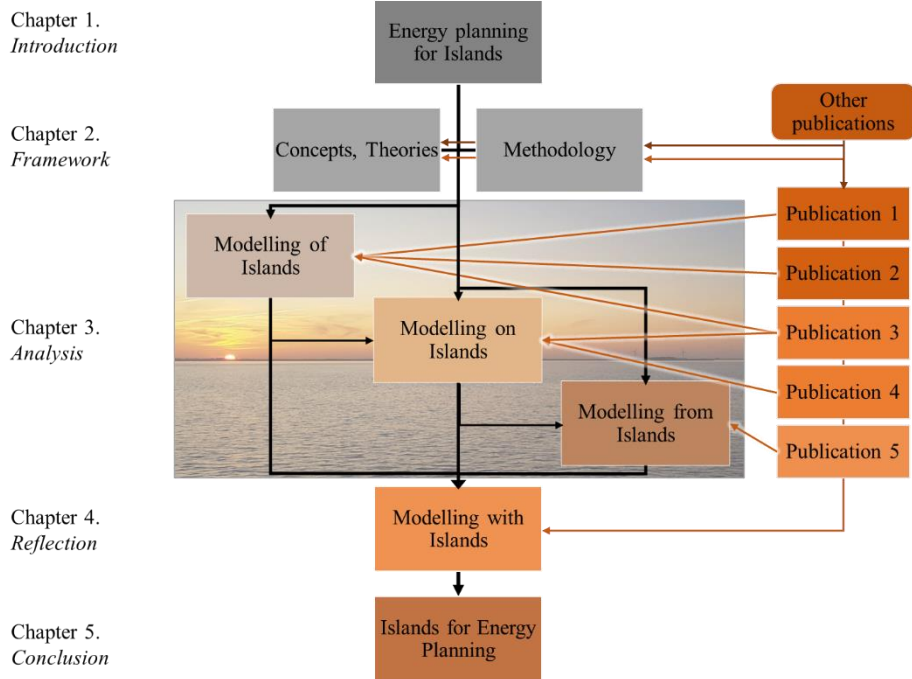 Chapter 1.
Introduction
Energy planning
for Islands
Chapter 2.
Framework
Concepts, Theories
Methodology
Other
publications
Chapter 3.
Analysis
Modelling of
Islands
Modelling on
Islands
Modelling from
Islands
Publication 1
Publication 2
Publication 3
Publication 4
Publication 5
Chapter 4.
Reflection
Modelling with
Islands
Chapter 5.
Conclusion
Islands for Energy
Planning